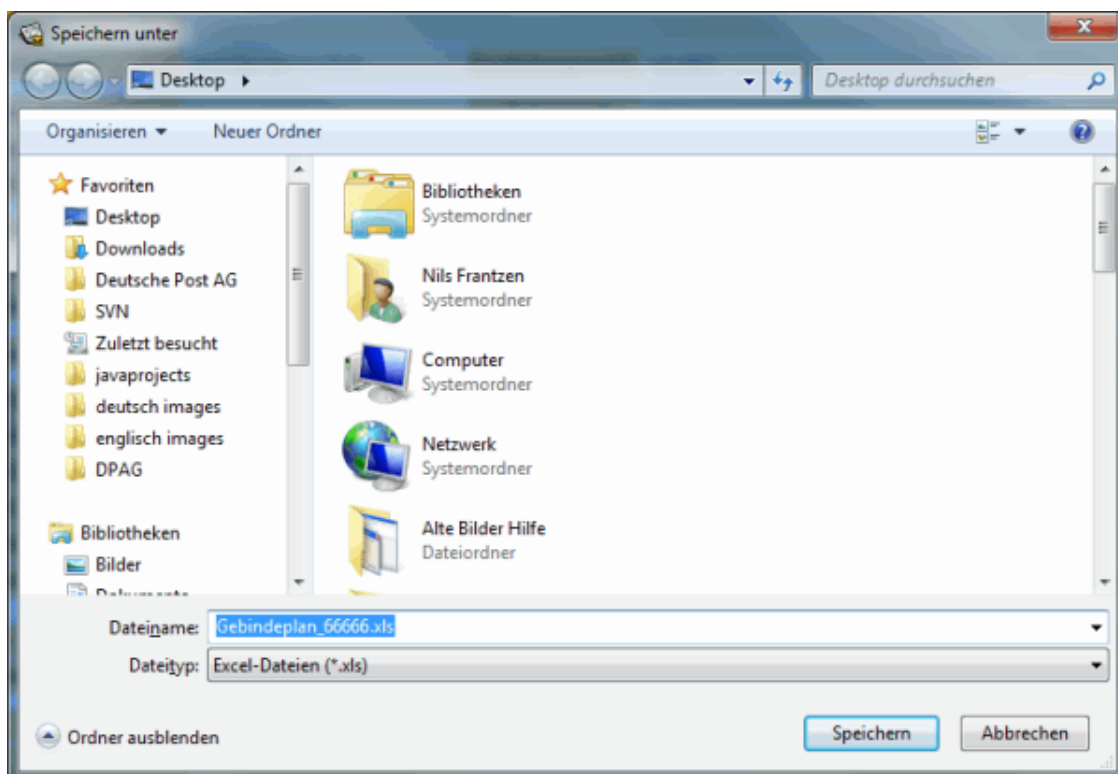 Speichern unter
Desktop
Desktop durchsuchen
Organisieren
Neuer Ordner
Favoriten
Desktop
Downloads
Deutsche Post AG
SVN
Zuletzt besucht
javaprojects
deutsch images
englisch images
DPAG
Bibliotheken
Bilder
Dokumente
Bibliotheken
Systemordner
Nils Frantzen
Systemordner
Computer
Systemordner
Netzwerk
Systemordner
Alte Bilder Hilfe
Dateiordner
Dateiname: Gebindeplan_66666.xls
Dateityp: Excel-Dateien (*.xls)
Ordner ausblenden
Speichern
Abbrechen